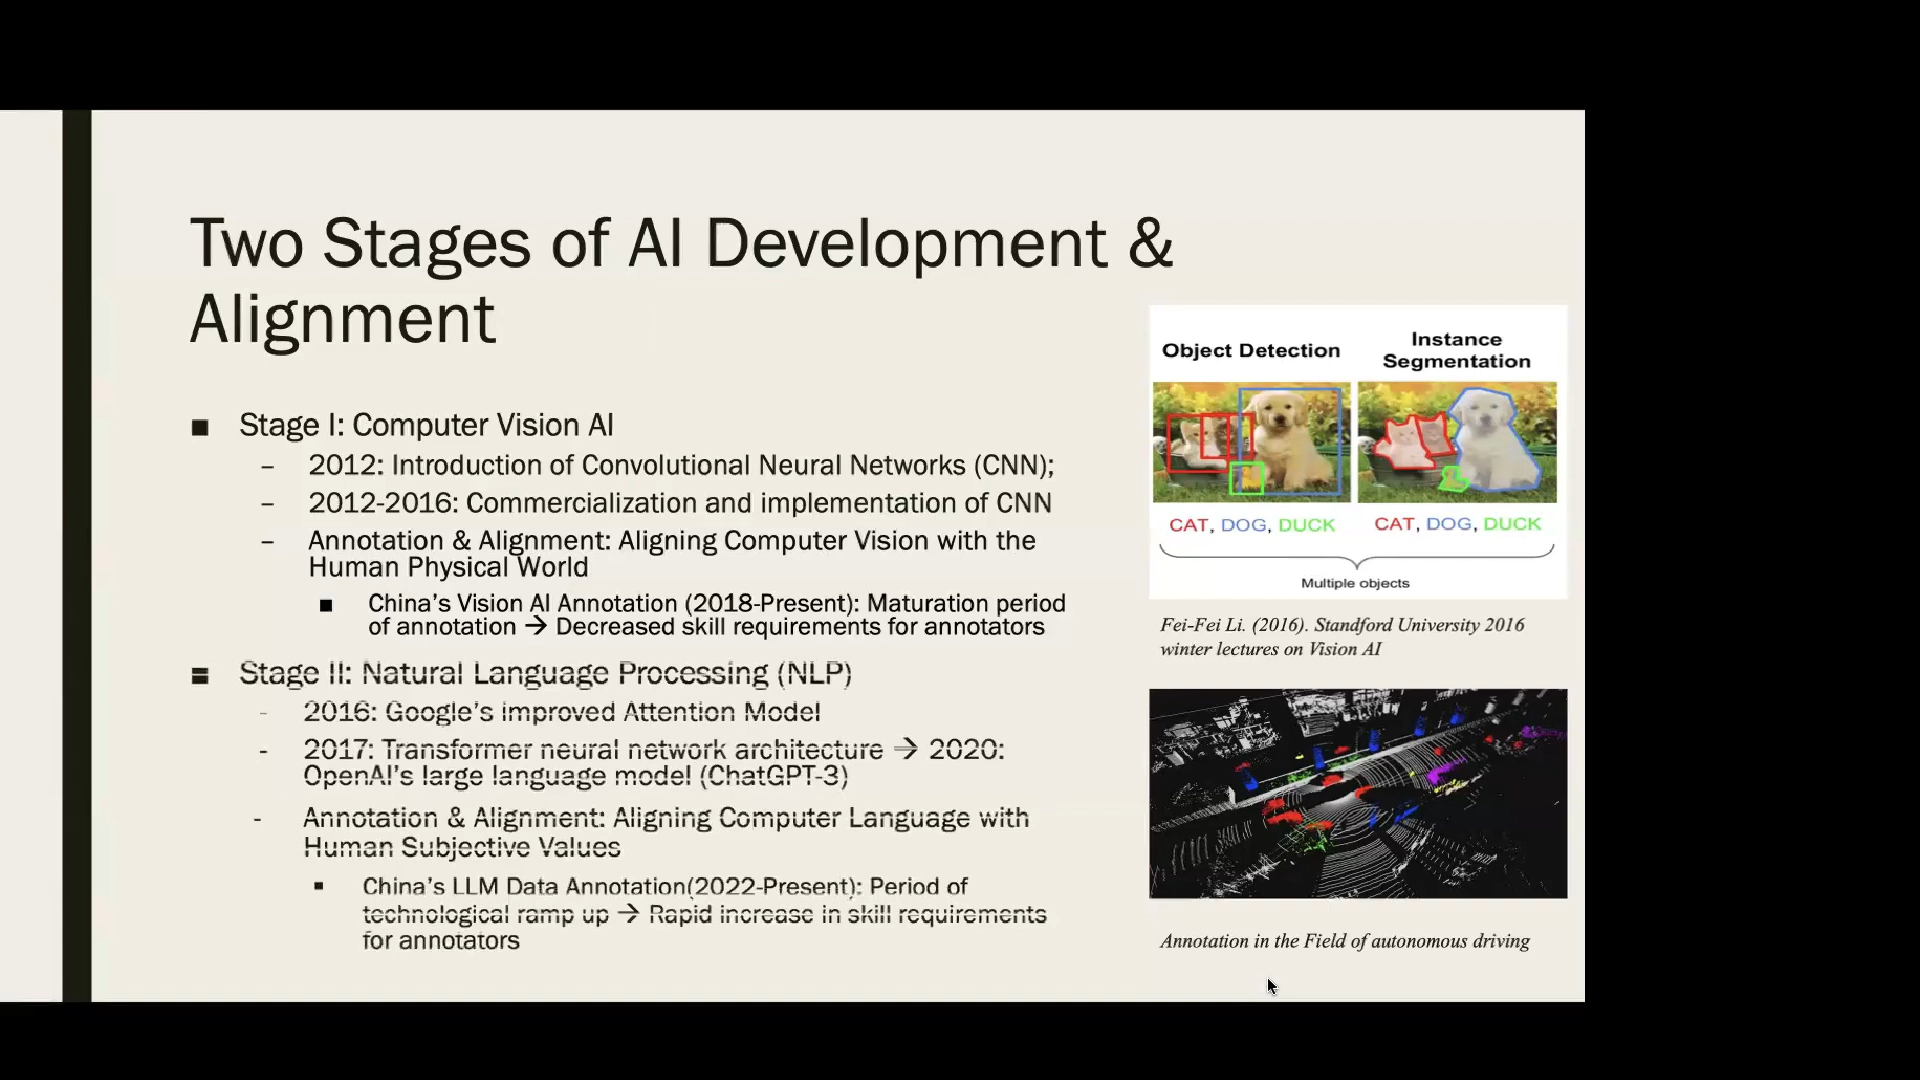 Two Stages of AI Development &
Alignment
■ Stage I: Computer Vision AI
– 2012: Introduction of Convolutional Neural Networks (CNN);
– 2012-2016: Commercialization and implementation of CNN
– Annotation & Alignment: Aligning Computer Vision with the
Human Physical World
■ China's Vision AI Annotation (2018-Present): Maturation period
of annotation → Decreased skill requirements for annotators
■ Stage II: Natural Language Processing (NLP)
- 2016: Google's improved Attention Model
- 2017: Transformer neural network architecture → 2020:
OpenAI's large language model (ChatGPT-3)
- Annotation & Alignment: Aligning Computer Language with
Human Subjective Values
▪ China's LLM Data Annotation(2022-Present): Period of
technological ramp up → Rapid increase in skill requirements
for annotators
Object Detection
Instance
Segmentation
CAT, DOG, DUCK
CAT, DOG, DUCK
Multiple objects
Fei-Fei Li. (2016). Standford University 2016
winter lectures on Vision AI
Annotation in the Field of autonomous driving